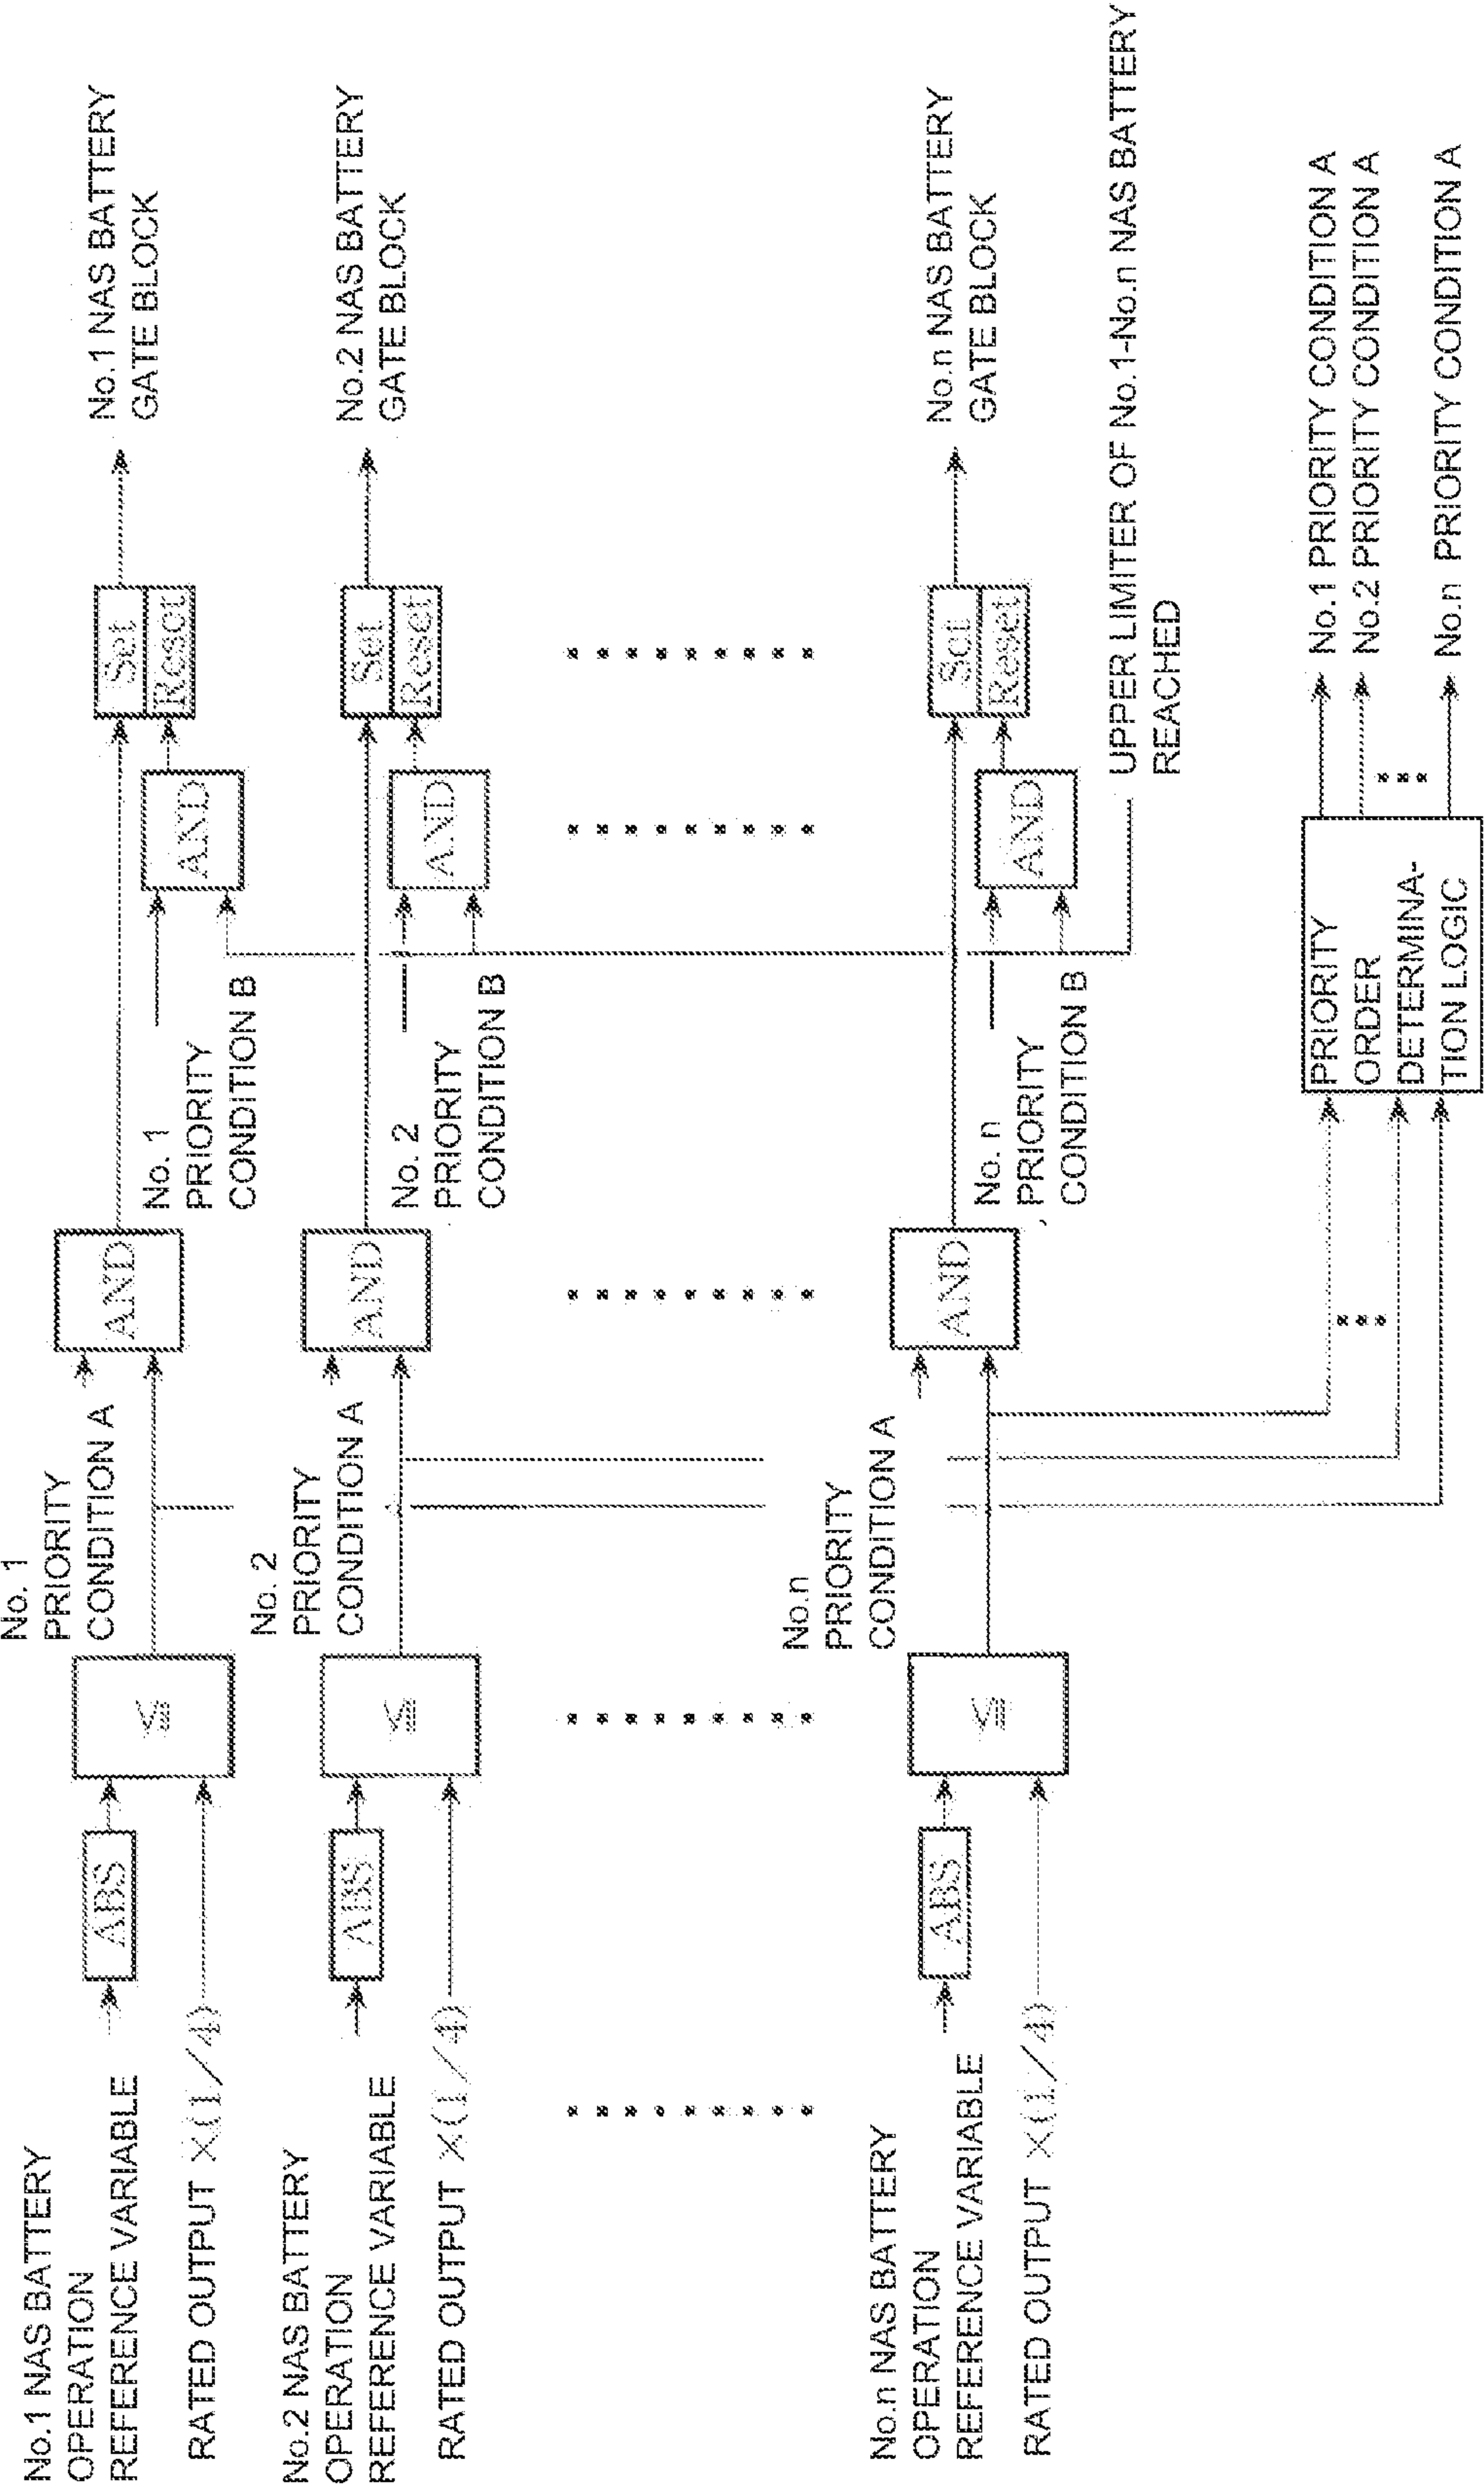 No.1 NAS BATTERY
OPERATION
REFERENCE VARIABLE
RATED OUTPUT ×(1/4)
ABS
≦
No. 1
PRIORITY
CONDITION A
AND
No. 1
PRIORITY
CONDITION B
AND
Set
Reset
No.1 NAS BATTERY
GATE BLOCK
No.2 NAS BATTERY
OPERATION
REFERENCE VARIABLE
RATED OUTPUT ×(1/4)
ABS
≦
No. 2
PRIORITY
CONDITION A
AND
No. 2
PRIORITY
CONDITION B
AND
Set
Reset
No.2 NAS BATTERY
GATE BLOCK
No.n NAS BATTERY
OPERATION
REFERENCE VARIABLE
RATED OUTPUT ×(1/4)
ABS
≦
No.n
PRIORITY
CONDITION A
AND
No. n
PRIORITY
CONDITION B
AND
Set
Reset
No.n NAS BATTERY
GATE BLOCK
UPPER LIMITER OF No.1-No.n NAS BATTERY
REACHED
PRIORITY
ORDER
DETERMINA-
TION LOGIC
No.1 PRIORITY CONDITION A
No.2 PRIORITY CONDITION A
No.n PRIORITY CONDITION A